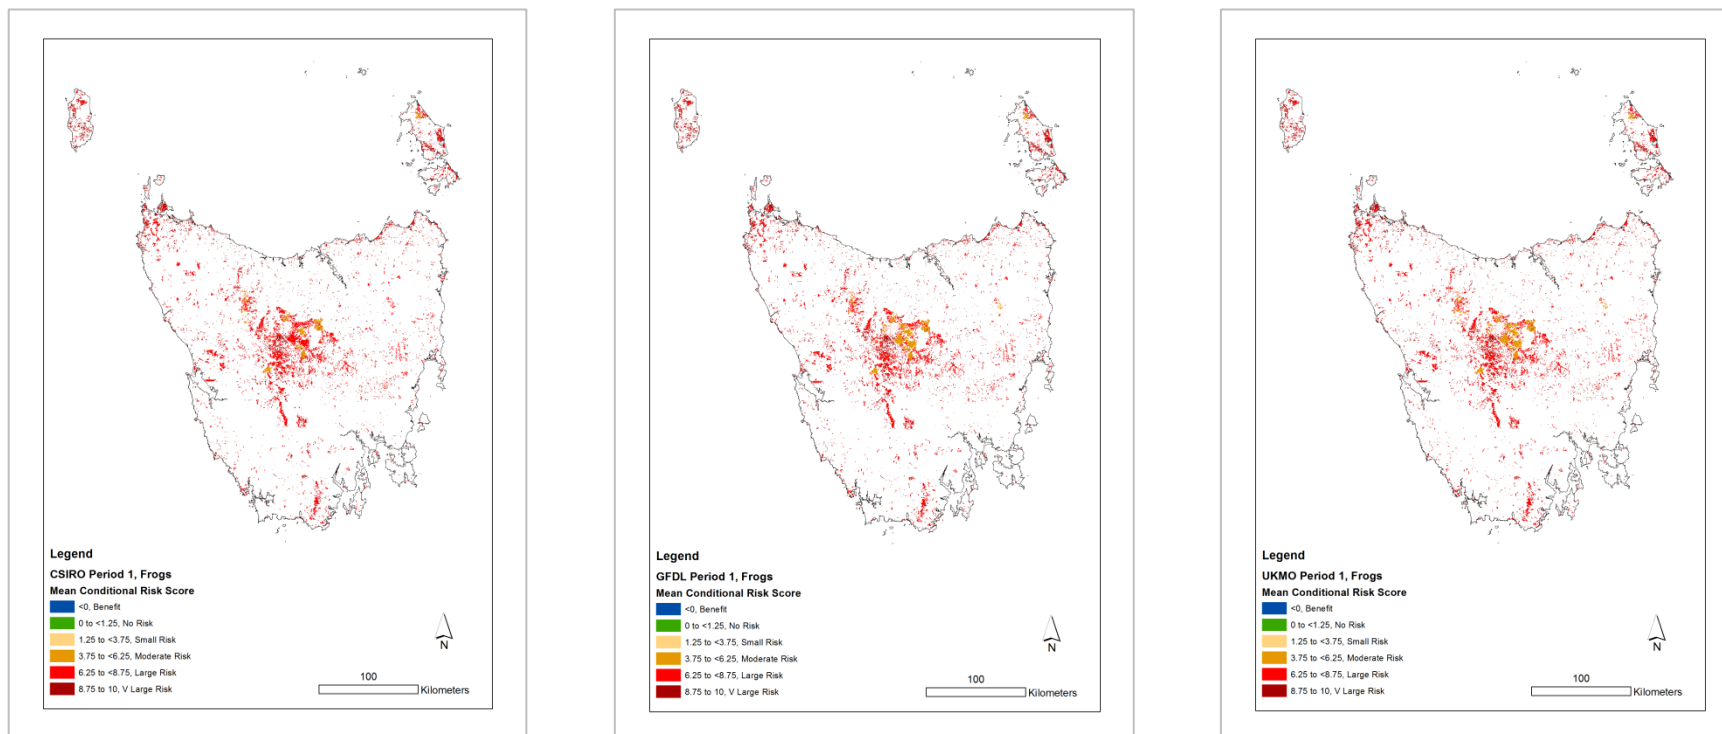 Legend
CSIRO Period 1, Frogs
Mean Conditional Risk Score
<0, Benefit
0 to <1.25, No Risk
1.25 to <3.75, Small Risk
3.75 to <6.25, Moderate Risk
6.25 to <8.75, Large Risk
8.75 to 10, V Large Risk
N
100
Kilometers
Legend
GFDL Period 1, Frogs
Mean Conditional Risk Score
<0, Benefit
0 to <1.25, No Risk
1.25 to <3.75, Small Risk
3.75 to <6.25, Moderate Risk
6.25 to <8.75, Large Risk
8.75 to 10, V Large Risk
N
100
Kilometers
Legend
UKMO Period 1, Frogs
Mean Conditional Risk Score
<0, Benefit
0 to <1.25, No Risk
1.25 to <3.75, Small Risk
3.75 to <6.25, Moderate Risk
6.25 to <8.75, Large Risk
8.75 to 10, V Large Risk
N
100
Kilometers